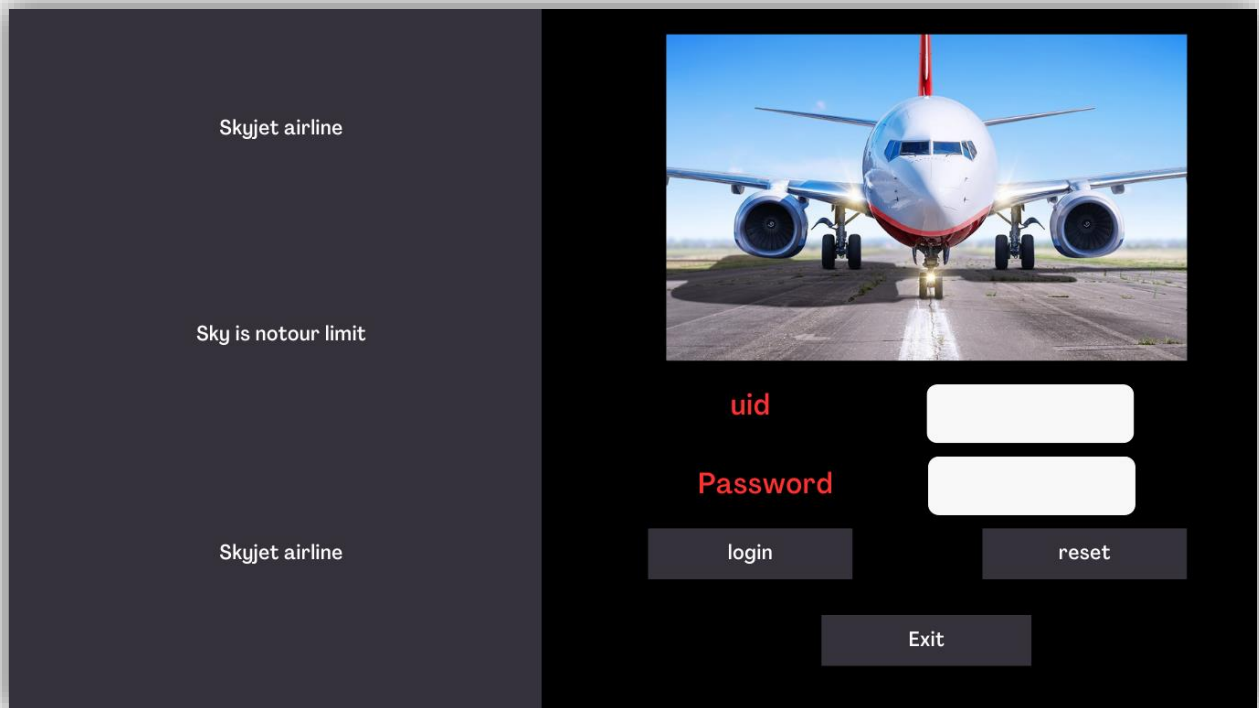 Skyjet airline
Sky is notour limit
Skyjet airline
uid
Password
login
reset
Exit